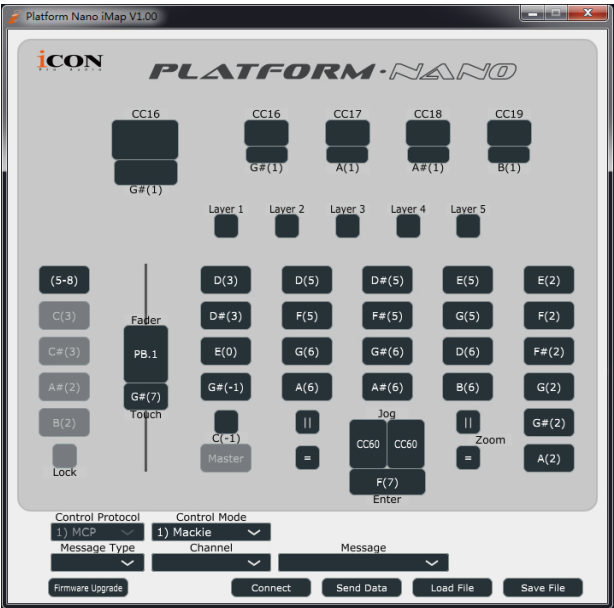 Platform Nano iMap V1.00
iCON
PRO AUDIO
PLATFORM·NANO
CC16 CC16 CC17 CC18 CC19
G#(1) A(1) A#(1) B(1)
G#(1)
Layer 1 Layer 2 Layer 3 Layer 4 Layer 5
(5-8) D(3) D(5) D#(5) E(5) E(2)
C(3) Fader D#(3) F(5) F#(5) G(5) F(2)
C#(3) PB.1 E(0) G(6) G#(6) D(6) F#(2)
A#(2) G#(7) G#(-1) A(6) A#(6) B(6) G(2)
B(2) Touch || Jog || G#(2)
C(-1) CC60 CC60 Zoom
Lock Master = F(7) = A(2)
Enter
Control Protocol Control Mode
1) MCP 1) Mackie
Message Type Channel Message
Firmware Upgrade Connect Send Data Load File Save File